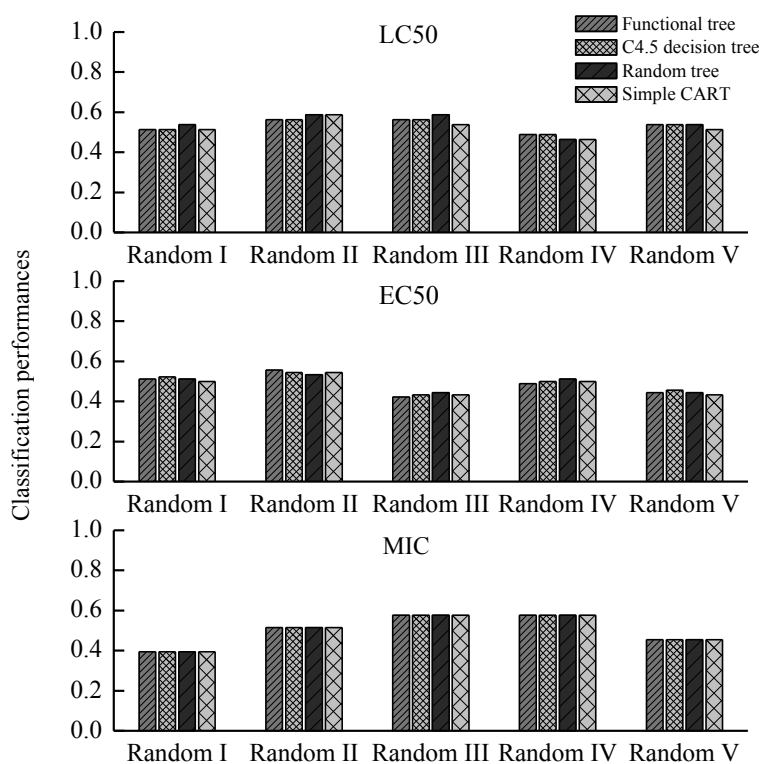 Classification performances
LC50
Functional tree
C4.5 decision tree
Random tree
Simple CART
1.0
0.8
0.6
0.4
0.2
0.0
Random I Random II Random III Random IV Random V
EC50
1.0
0.8
0.6
0.4
0.2
0.0
Random I Random II Random III Random IV Random V
MIC
1.0
0.8
0.6
0.4
0.2
0.0
Random I Random II Random III Random IV Random V